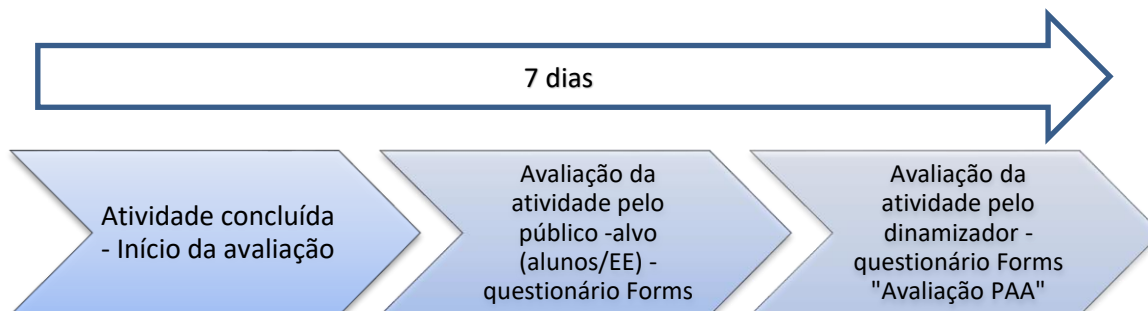 7 dias
Atividade concluída
- Início da avaliação
Avaliação da
atividade pelo
público -alvo
(alunos/EE) -
questionário Forms
Avaliação da
atividade pelo
dinamizador -
questionário Forms
"Avaliação PAA"